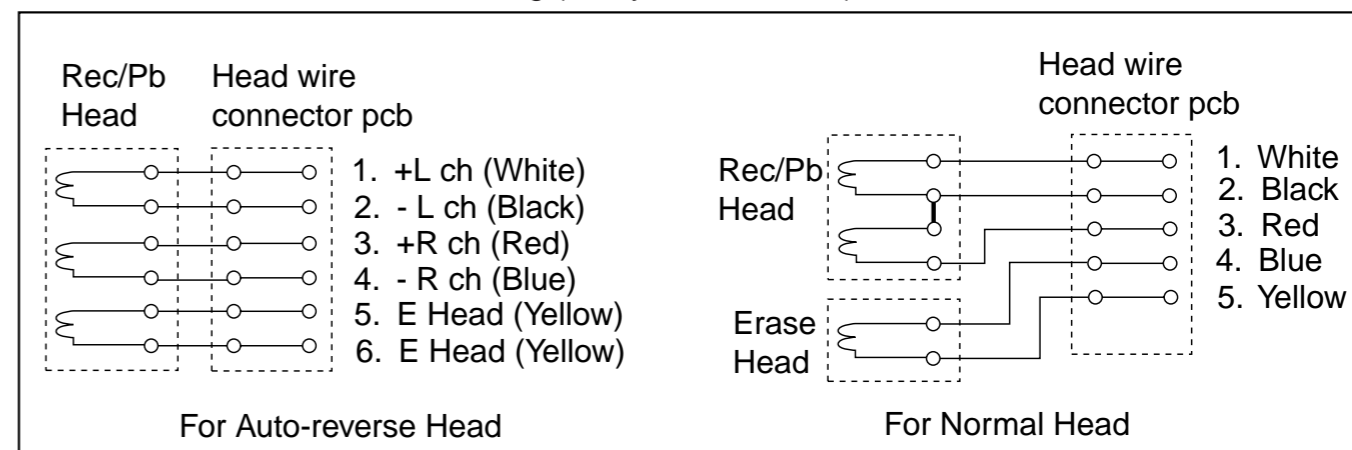 Rec/Pb
Head
Head wire
connector pcb
1. +L ch (White)
2. - L ch (Black)
3. +R ch (Red)
4. - R ch (Blue)
5. E Head (Yellow)
6. E Head (Yellow)
For Auto-reverse Head
Head wire
connector pcb
Rec/Pb
Head
Erase
Head
1. White
2. Black
3. Red
4. Blue
5. Yellow
For Normal Head